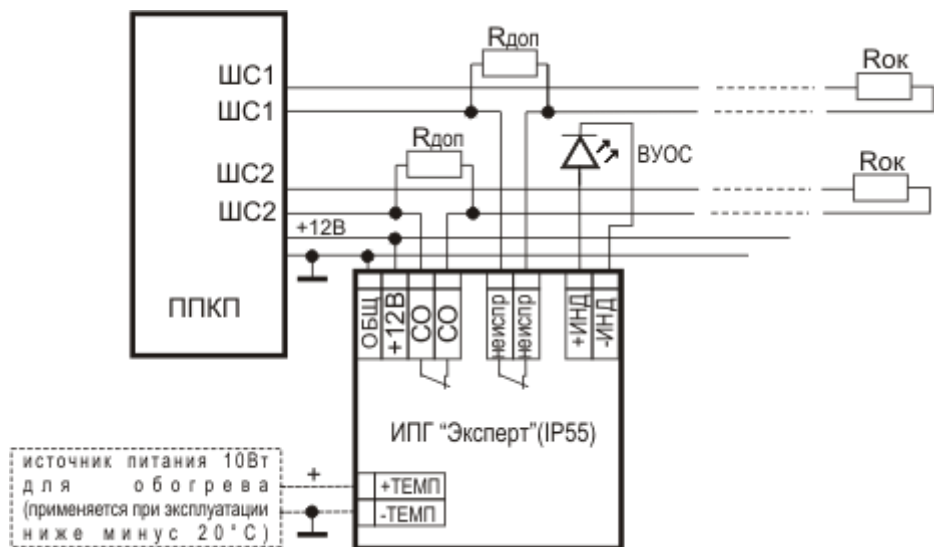 Rдоп
Rок
ШС1
ШС1
Rдоп
ВУОС
Rок
ШС2
ШС2
+12В
ППКП
ОБЩ
+12В
СО
СО
неиспр
неиспр
+ИНД
-ИНД
ИПГ "Эксперт"(IP55)
источник питания 10Вт
для обогрева
(применяется при эксплуатации
ниже минус 20°С)
+
+ТЕМП
-ТЕМП